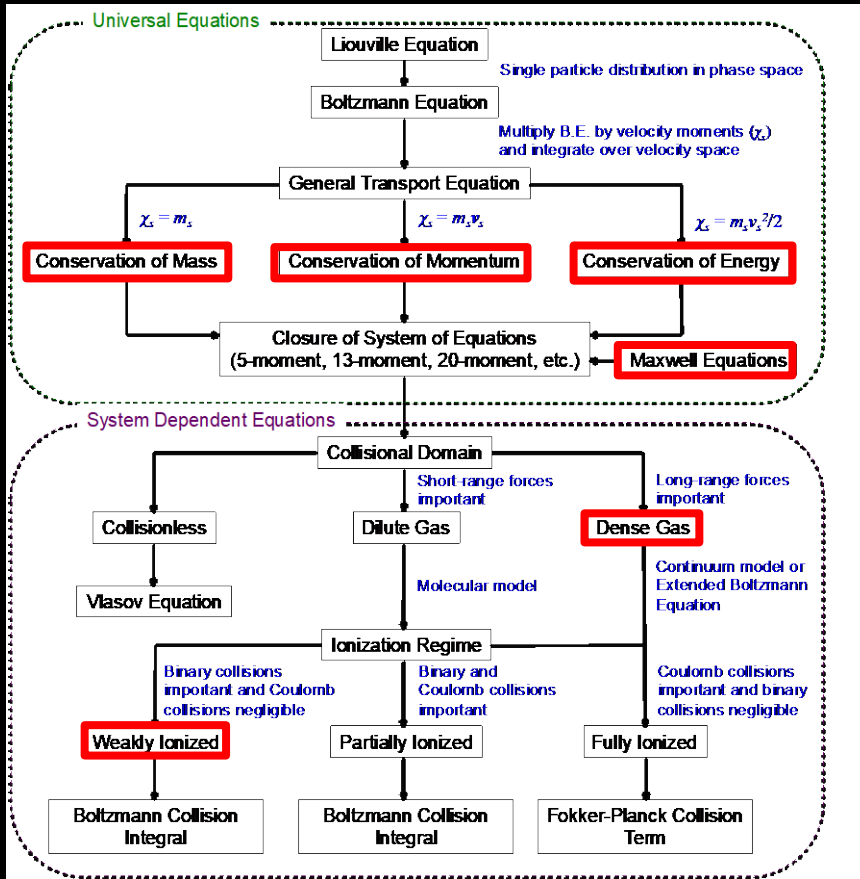 Universal Equations
Liouville Equation
Single particle distribution in phase space
Boltzmann Equation
Multiply B.E. by velocity moments (χₛ)
and integrate over velocity space
General Transport Equation
χₛ = mₛ
χₛ = mₛvₛ
χₛ = mₛvₛ²/2
Conservation of Mass
Conservation of Momentum
Conservation of Energy
Closure of System of Equations
(5-moment, 13-moment, 20-moment, etc.)
Maxwell Equations
System Dependent Equations
Collisional Domain
Short-range forces
important
Long-range forces
important
Collisionless
Dilute Gas
Dense Gas
Vlasov Equation
Molecular model
Continuum model or
Extended Boltzmann
Equation
Ionization Regime
Binary collisions
important and Coulomb
collisions negligible
Binary and
Coulomb collisions
important
Coulomb collisions
important and binary
collisions negligible
Weakly Ionized
Partially Ionized
Fully Ionized
Boltzmann Collision
Integral
Boltzmann Collision
Integral
Fokker-Planck Collision
Term